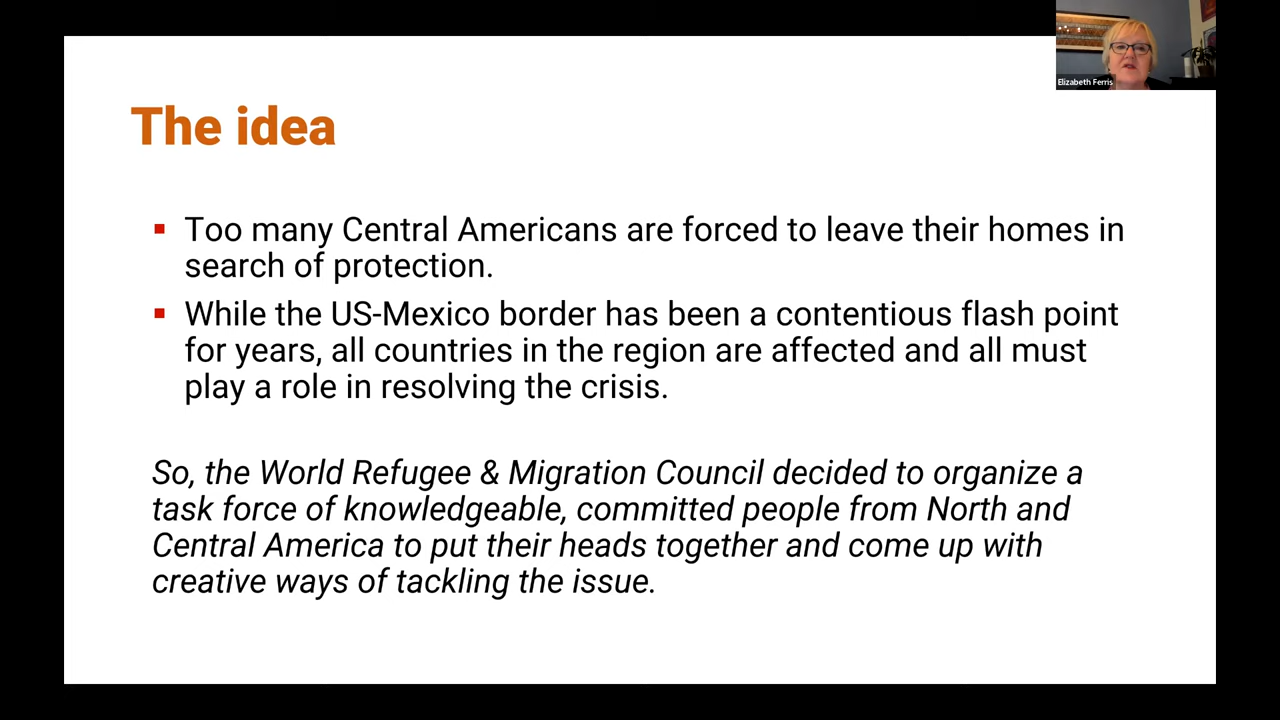 Elizabeth Ferris
The idea
▪ Too many Central Americans are forced to leave their homes in
search of protection.
▪ While the US-Mexico border has been a contentious flash point
for years, all countries in the region are affected and all must
play a role in resolving the crisis.
So, the World Refugee & Migration Council decided to organize a
task force of knowledgeable, committed people from North and
Central America to put their heads together and come up with
creative ways of tackling the issue.